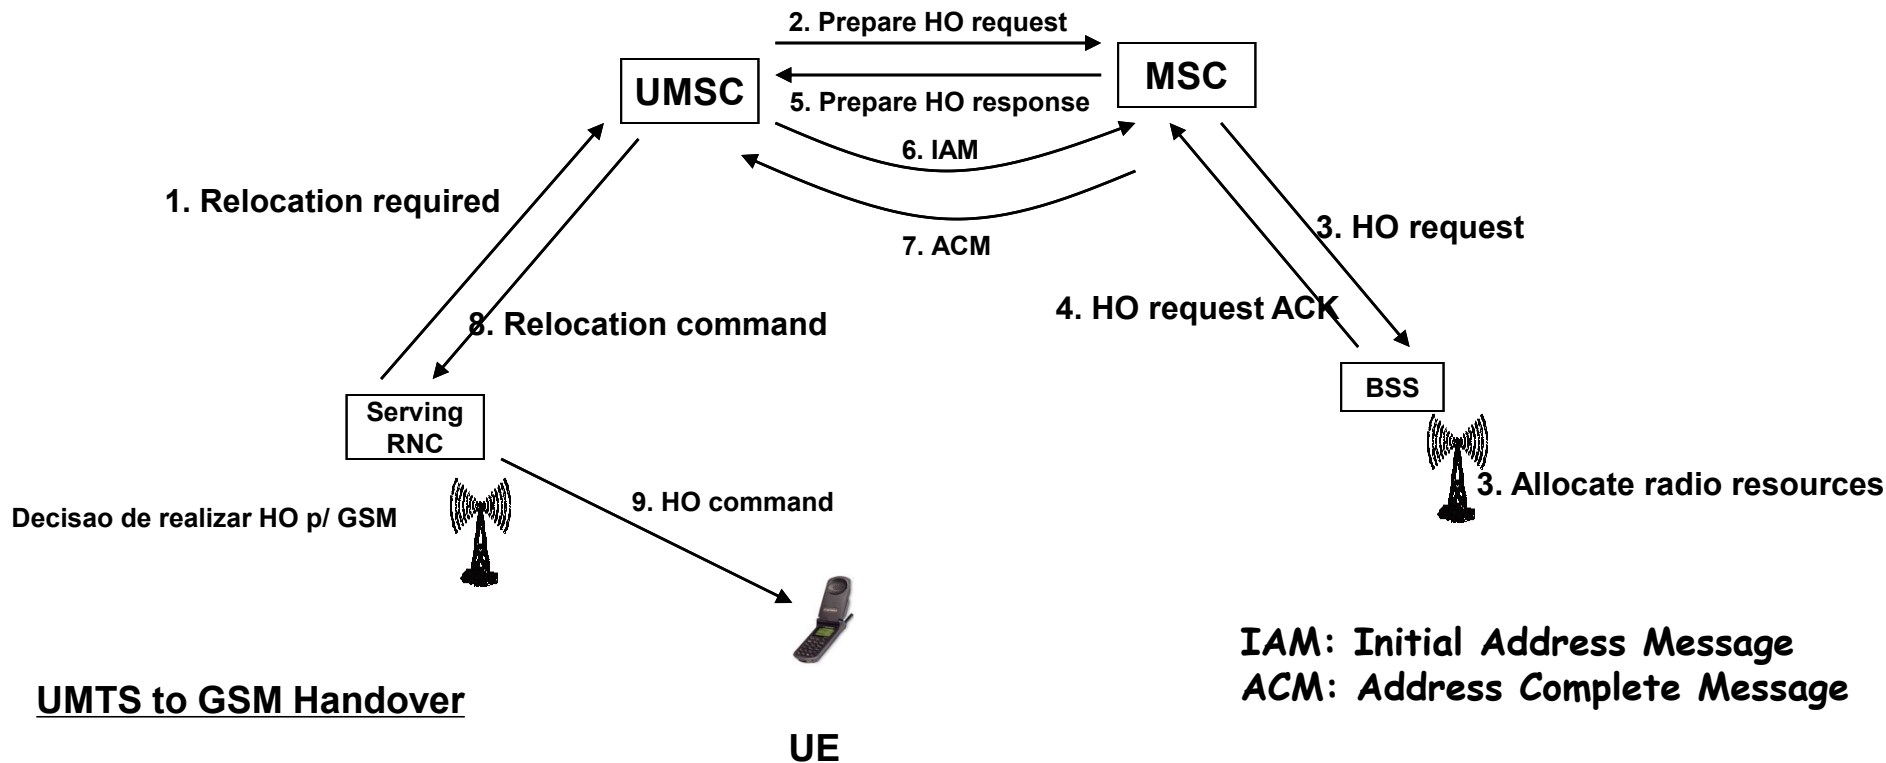 2. Prepare HO request
UMSC
MSC
5. Prepare HO response
6. IAM
1. Relocation required
3. HO request
7. ACM
4. HO request ACK
8. Relocation command
BSS
Serving
RNC
3. Allocate radio resources
9. HO command
Decisao de realizar HO p/ GSM
IAM: Initial Address Message
ACM: Address Complete Message
UMTS to GSM Handover
UE